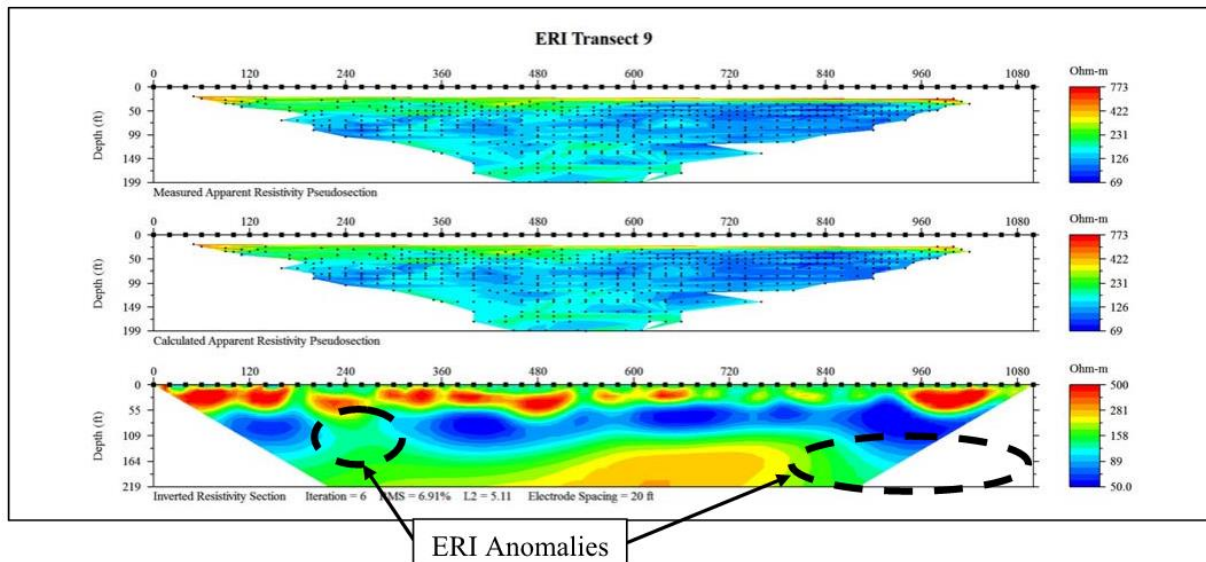 ERI Transect 9
0 120 240 360 480 600 720 840 960 1080
Ohm-m
Depth (ft)
0
50
99
149
199
773
422
231
126
69
Measured Apparent Resistivity Pseudosection
0 120 240 360 480 600 720 840 960 1080
Ohm-m
Depth (ft)
0
50
99
149
199
773
422
231
126
69
Calculated Apparent Resistivity Pseudosection
0 120 240 360 480 600 720 840 960 1080
Ohm-m
Depth (ft)
0
55
109
164
219
500
281
158
89
50.0
Inverted Resistivity Section Iteration = 6 RMS = 6.91% L2 = 5.11 Electrode Spacing = 20 ft
ERI Anomalies